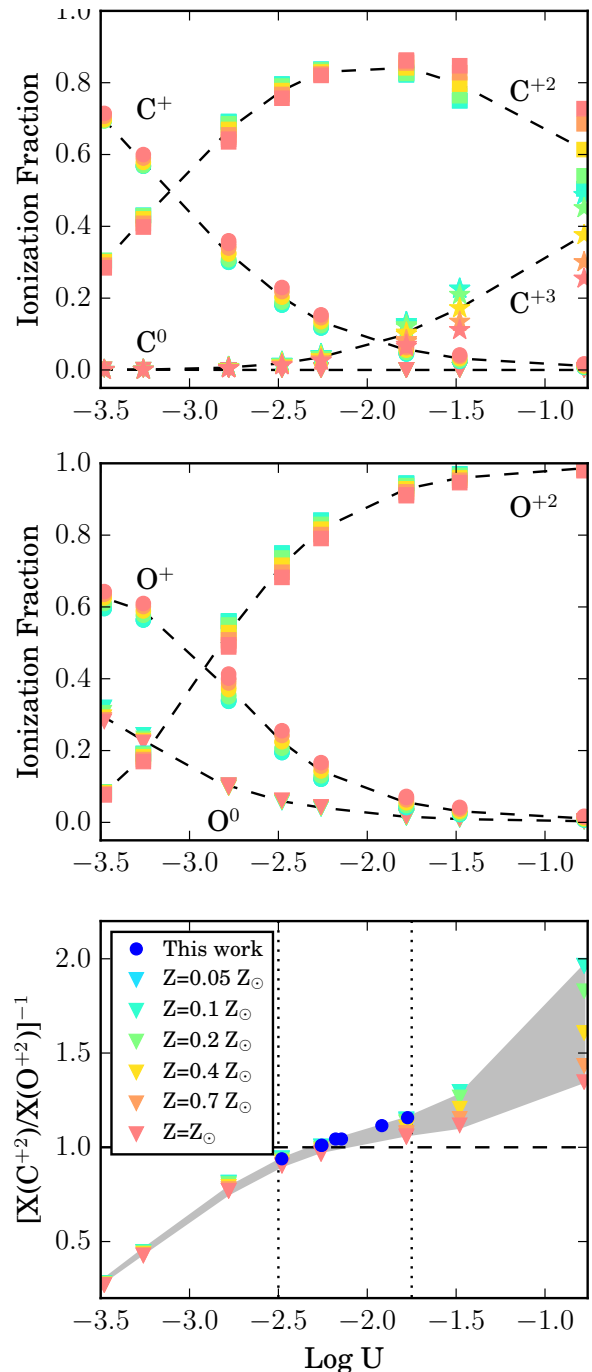 1.0
0.8
0.6
0.4
0.2
0.0
Ionization Fraction
C⁺
C⁺²
C⁺³
C⁰
−3.5 −3.0 −2.5 −2.0 −1.5 −1.0
1.0
0.8
0.6
0.4
0.2
0.0
Ionization Fraction
O⁺²
O⁺
O⁰
−3.5 −3.0 −2.5 −2.0 −1.5 −1.0
2.0
1.5
1.0
0.5
[X(C⁺²)/X(O⁺²)]⁻¹
This work
Z=0.05 Z☉
Z=0.1 Z☉
Z=0.2 Z☉
Z=0.4 Z☉
Z=0.7 Z☉
Z=Z☉
−3.5 −3.0 −2.5 −2.0 −1.5 −1.0
Log U